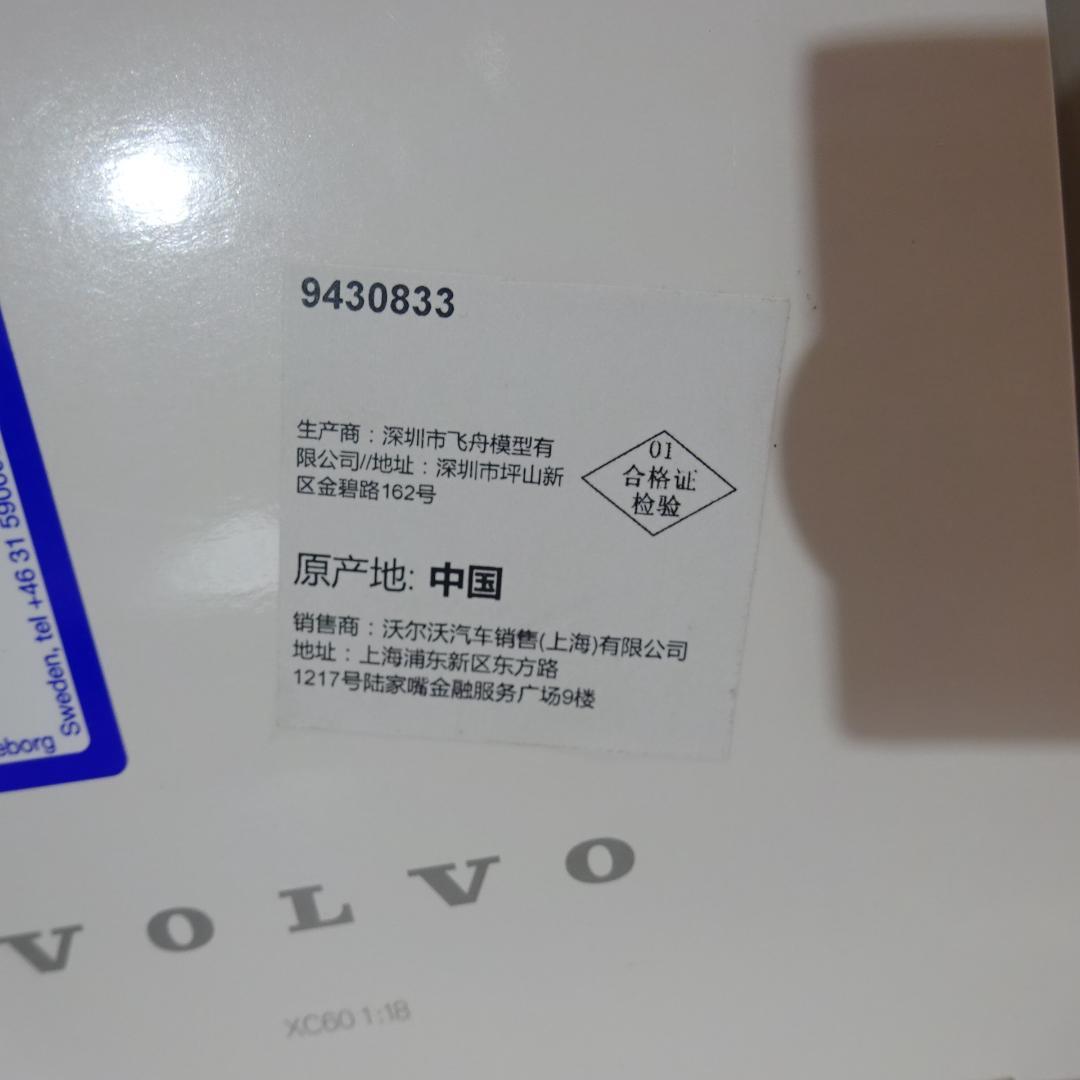 9430833
生产商：深圳市飞舟模型有
限公司//地址：深圳市坪山新
区金碧路162号
01
合格证
检验
原产地: 中国
销售商：沃尔沃汽车销售(上海)有限公司
地址：上海浦东新区东方路
1217号陆家嘴金融服务广场9楼
Sweden, tel +46 31 5900
eborg
VOLVO
XC60 1:18